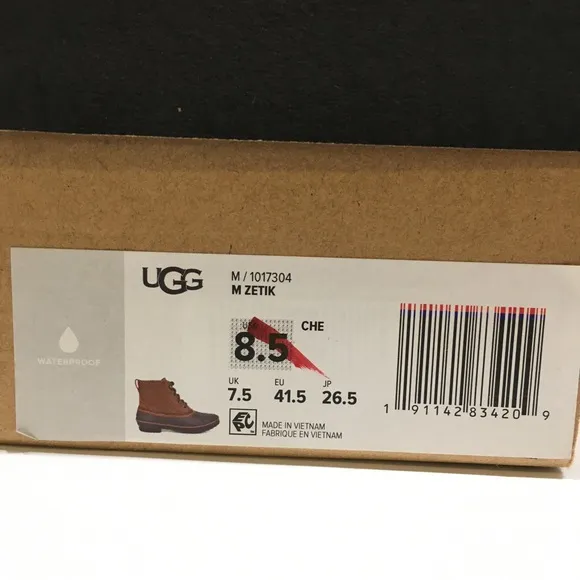 WATERPROOF
UGG
M / 1017304
M ZETIK
8.5
CHE
UK EU JP
7.5 41.5 26.5
MADE IN VIETNAM
FABRIQUE EN VIETNAM
1 91142 83420 9